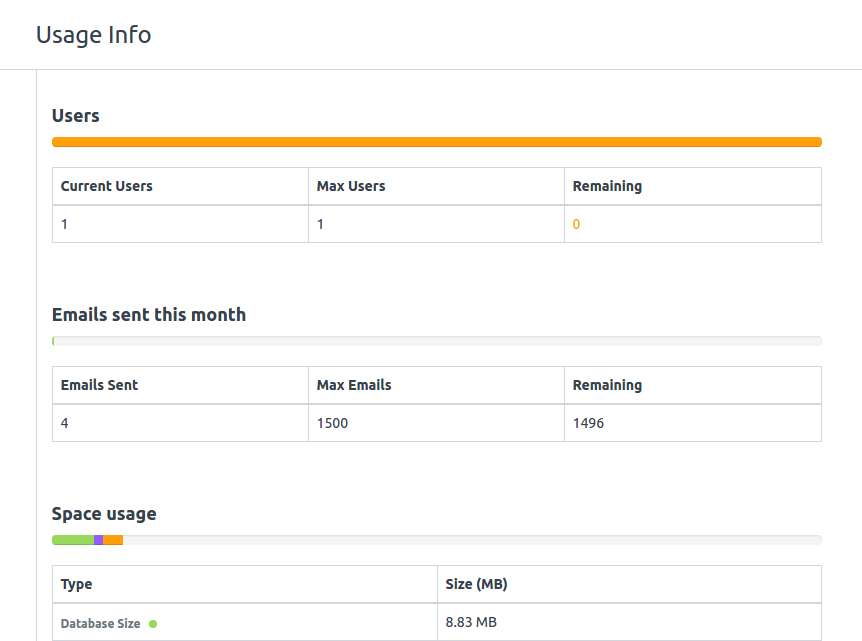 Usage Info
Users
Current Users Max Users Remaining
1 1 0
Emails sent this month
Emails Sent Max Emails Remaining
4 1500 1496
Space usage
Type Size (MB)
Database Size 8.83 MB